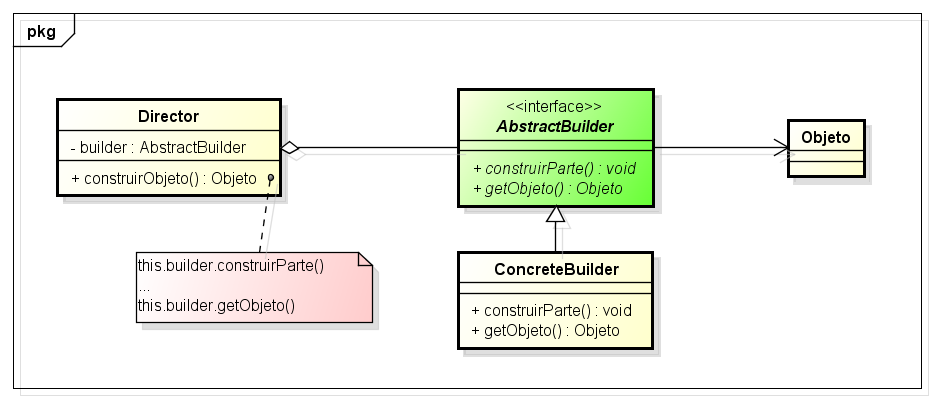 pkg
Director
- builder : AbstractBuilder
+ construirObjeto() : Objeto
<<interface>>
AbstractBuilder
+ construirParte() : void
+ getObjeto() : Objeto
Objeto
this.builder.construirParte()
...
this.builder.getObjeto()
ConcreteBuilder
+ construirParte() : void
+ getObjeto() : Objeto